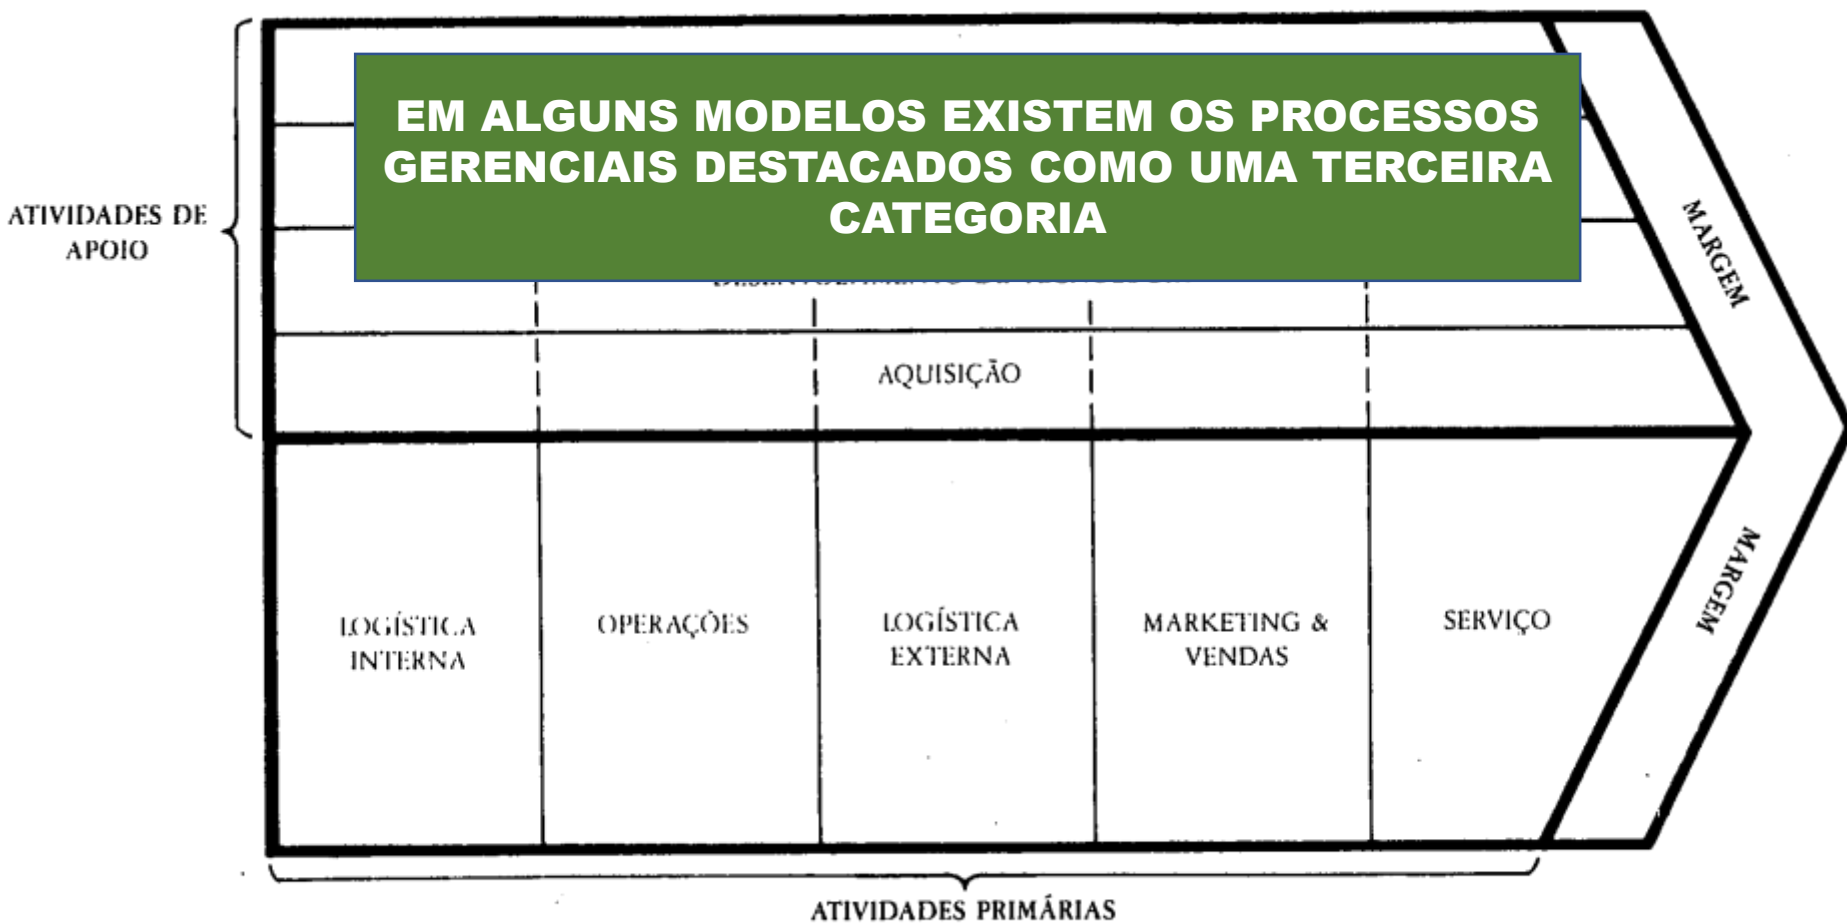 EM ALGUNS MODELOS EXISTEM OS PROCESSOS
GERENCIAIS DESTACADOS COMO UMA TERCEIRA
CATEGORIA
ATIVIDADES DE
APOIO
AQUISIÇÃO
MARGEM
LOGÍSTICA
INTERNA
OPERAÇÕES
LOGÍSTICA
EXTERNA
MARKETING &
VENDAS
SERVIÇO
MARGEM
ATIVIDADES PRIMÁRIAS